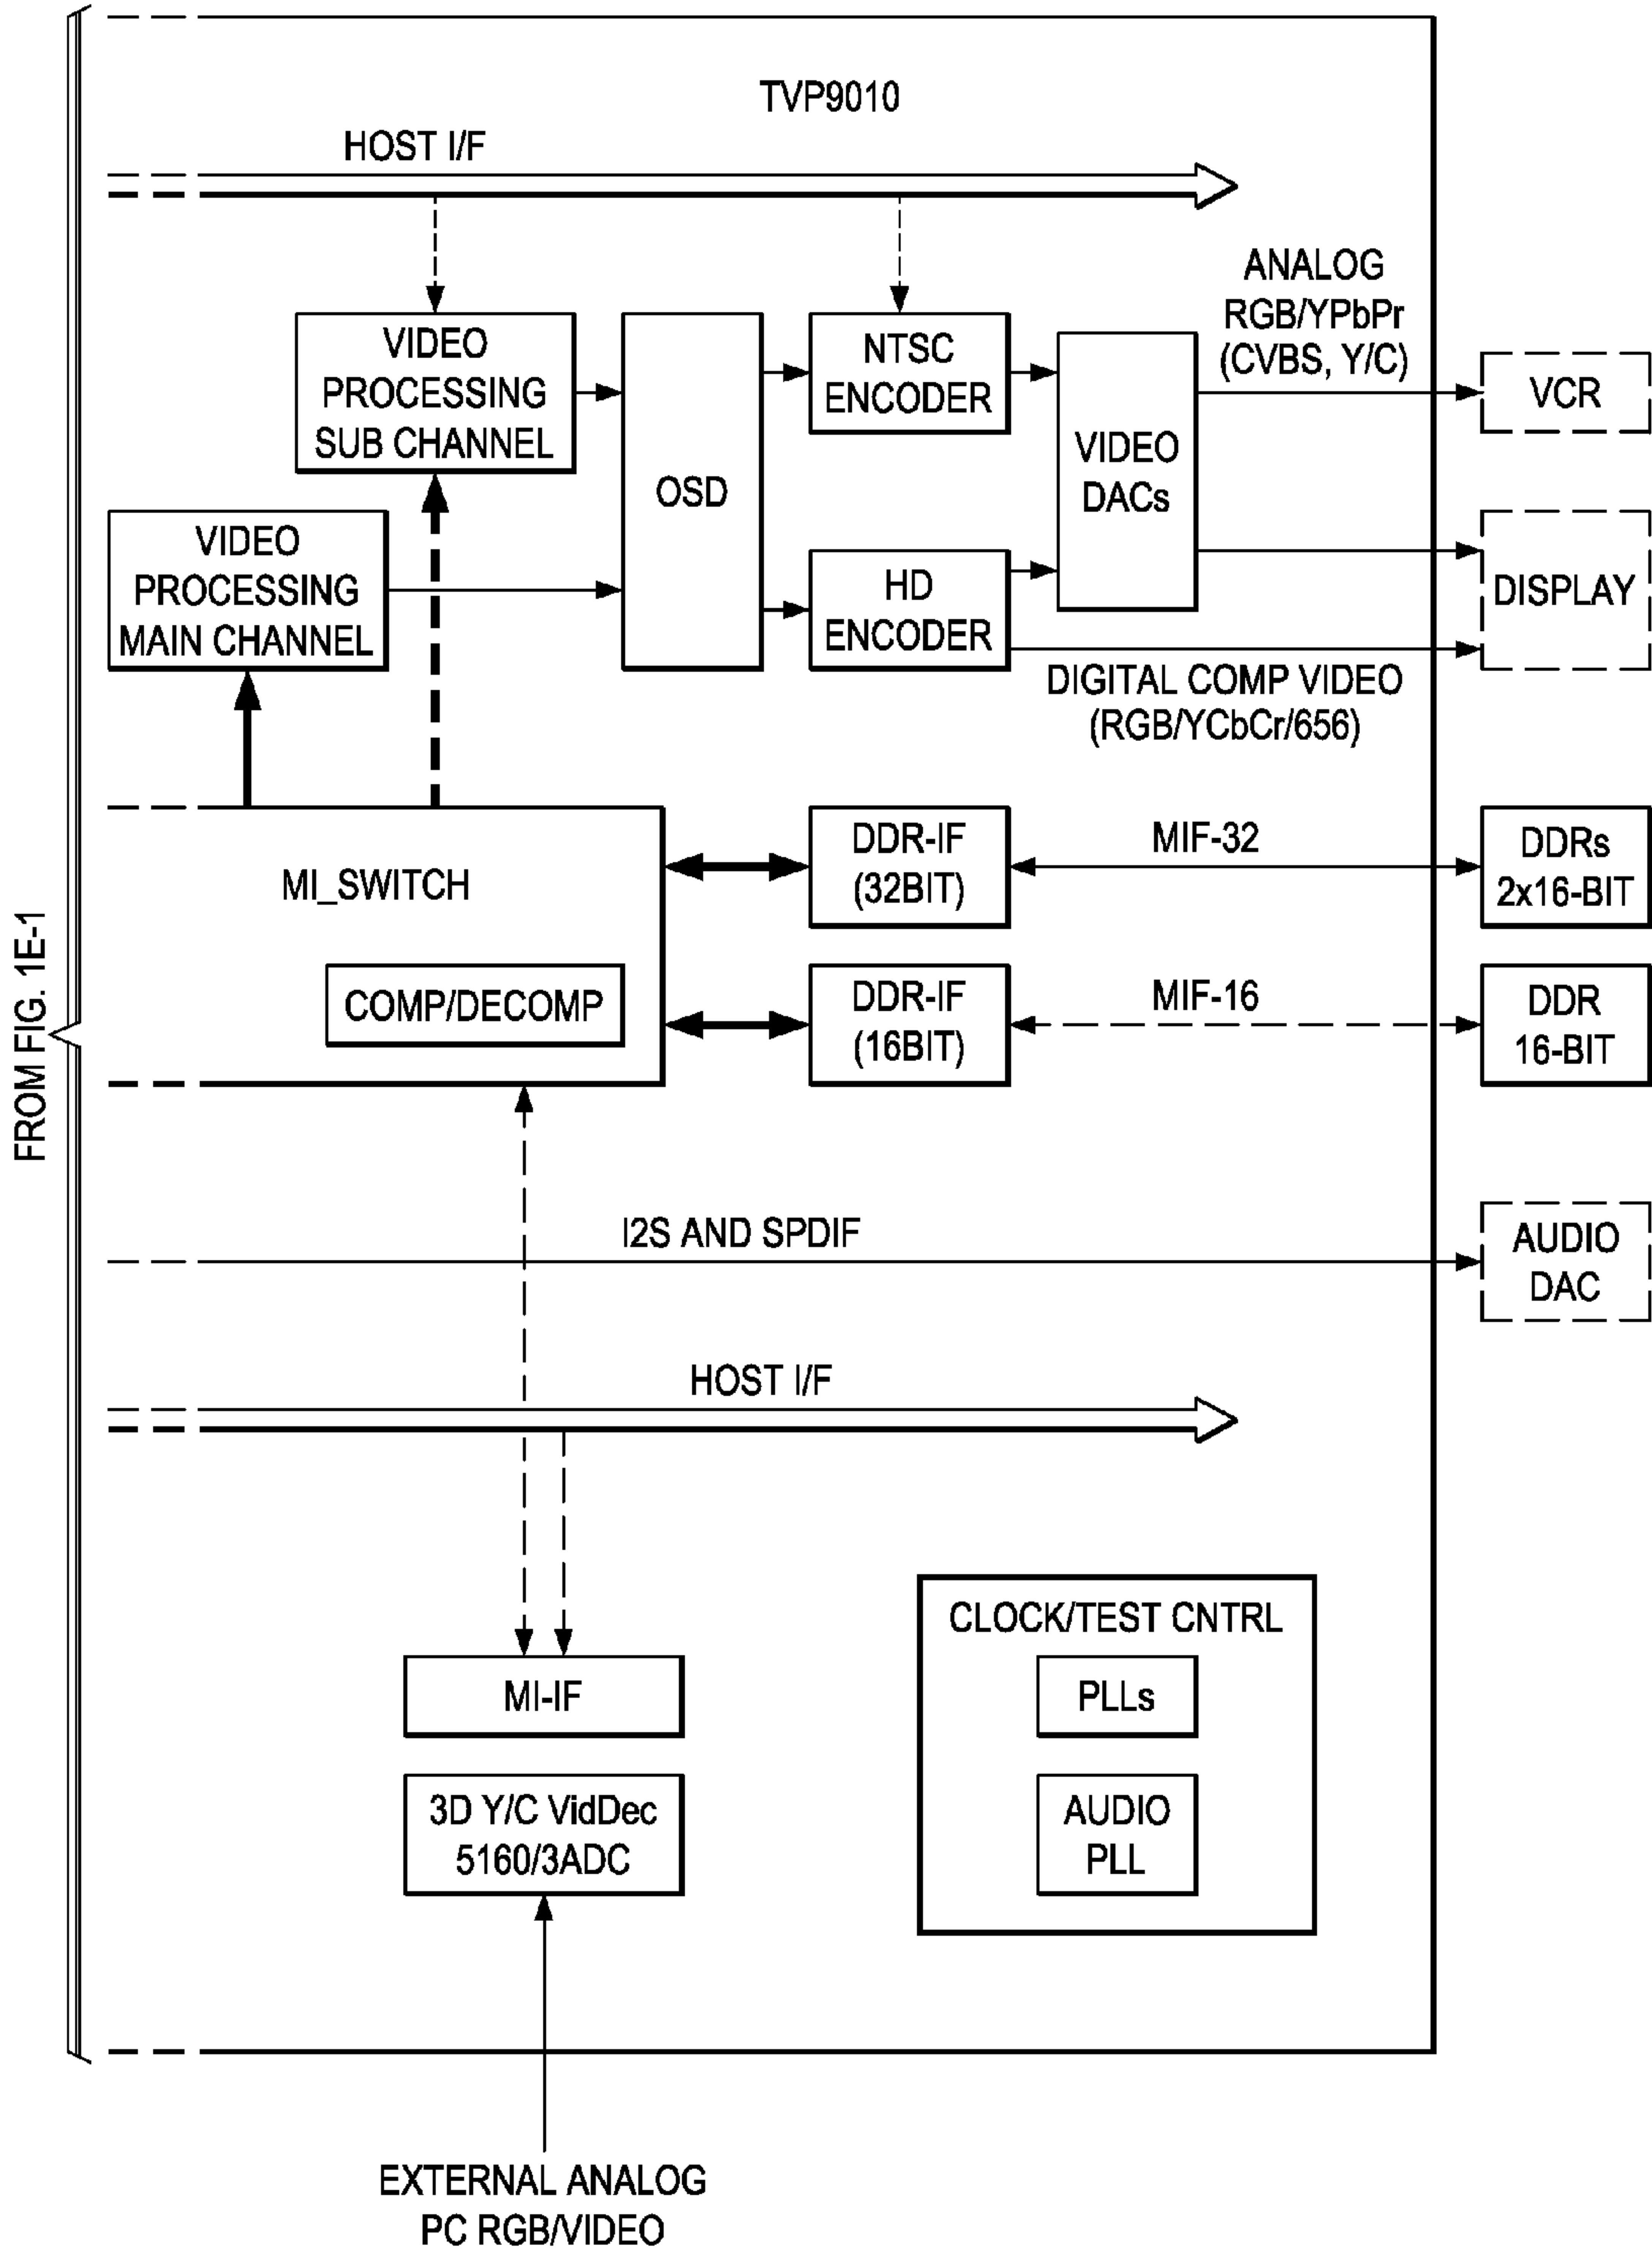 TVP9010
HOST I/F
ANALOG
RGB/YPbPr
(CVBS, Y/C)
VIDEO
PROCESSING
SUB CHANNEL
NTSC
ENCODER
VCR
VIDEO
DACs
OSD
VIDEO
PROCESSING
MAIN CHANNEL
HD
ENCODER
DISPLAY
DIGITAL COMP VIDEO
(RGB/YCbCr/656)
MI_SWITCH
COMP/DECOMP
DDR-IF
(32BIT)
MIF-32
DDRs
2x16-BIT
DDR-IF
(16BIT)
MIF-16
DDR
16-BIT
FROM FIG. 1E-1
I2S AND SPDIF
AUDIO
DAC
HOST I/F
MI-IF
3D Y/C VidDec
5160/3ADC
CLOCK/TEST CNTRL
PLLs
AUDIO
PLL
EXTERNAL ANALOG
PC RGB/VIDEO